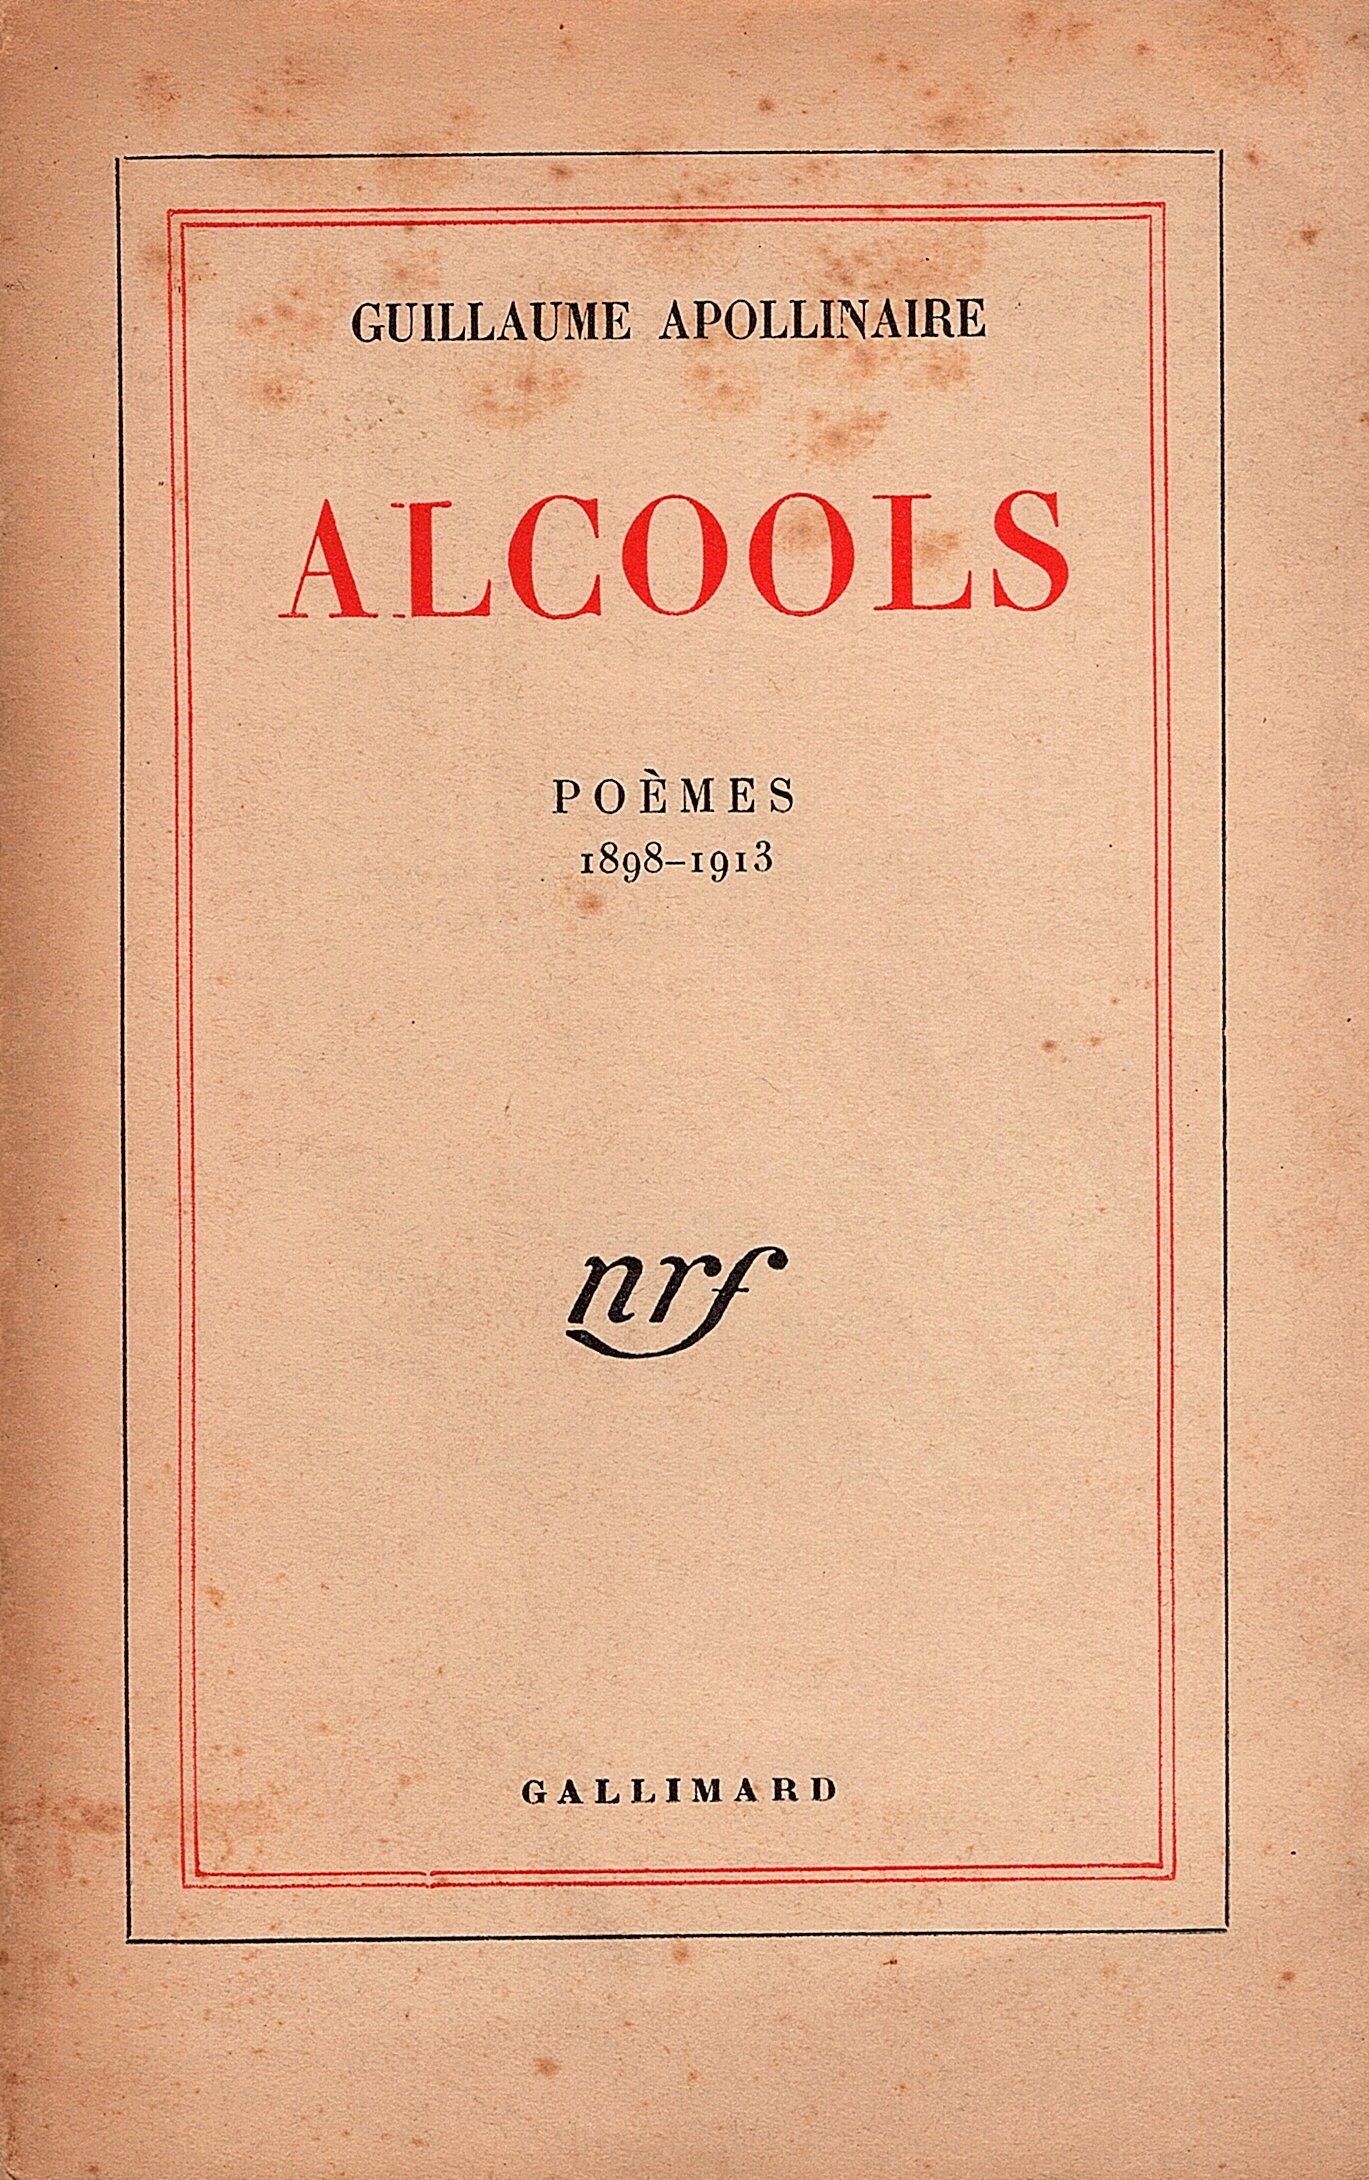 GUILLAUME APOLLINAIRE
ALCOOLS
POÈMES
1898–1913
nrf
GALLIMARD